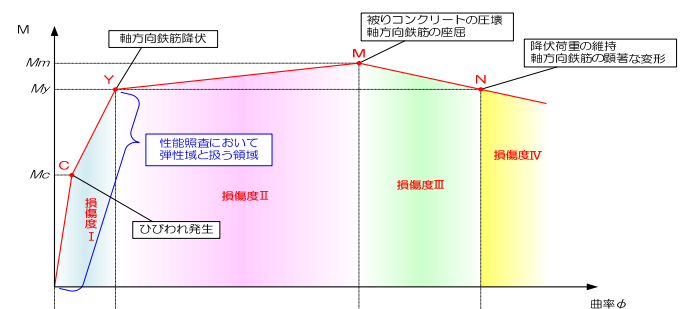 被りコンクリートの圧壊
軸方向鉄筋の座屈
M
軸方向鉄筋降伏
降伏荷重の維持
軸方向鉄筋の顕著な変形
M
Mm
Y
N
My
性能照査において
弾性域と扱う領域
損傷度Ⅳ
C
Mc
損傷度Ⅰ
損傷度Ⅱ
損傷度Ⅲ
ひびわれ発生
曲率φ